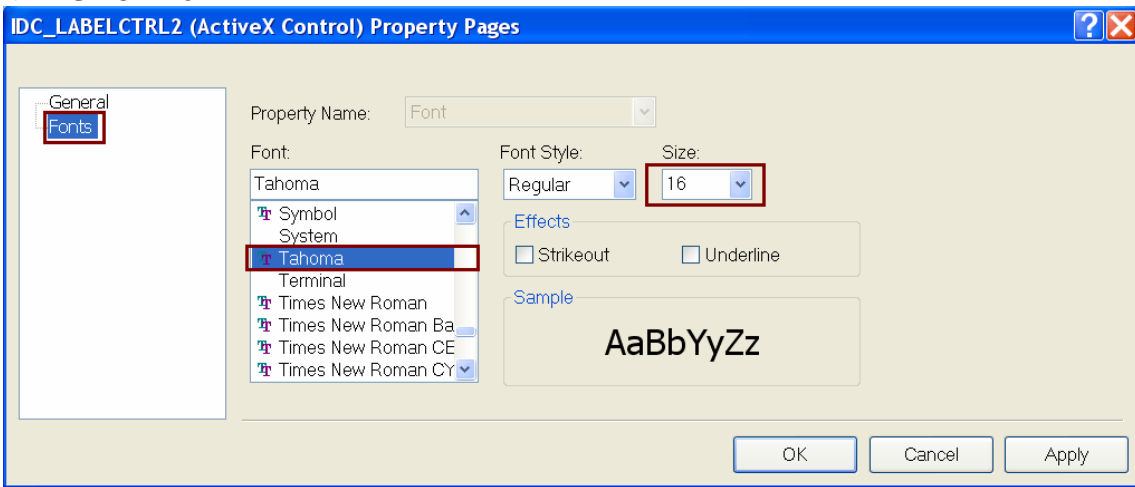 IDC_LABELCTRL2 (ActiveX Control) Property Pages
General
Fonts
Property Name: Font
Font: Font Style: Size:
Tahoma Regular 16
Symbol
System
Tahoma
Terminal
Times New Roman
Times New Roman Ba
Times New Roman CE
Times New Roman CY
Effects
Strikeout Underline
Sample
AaBbYyZz
OK Cancel Apply